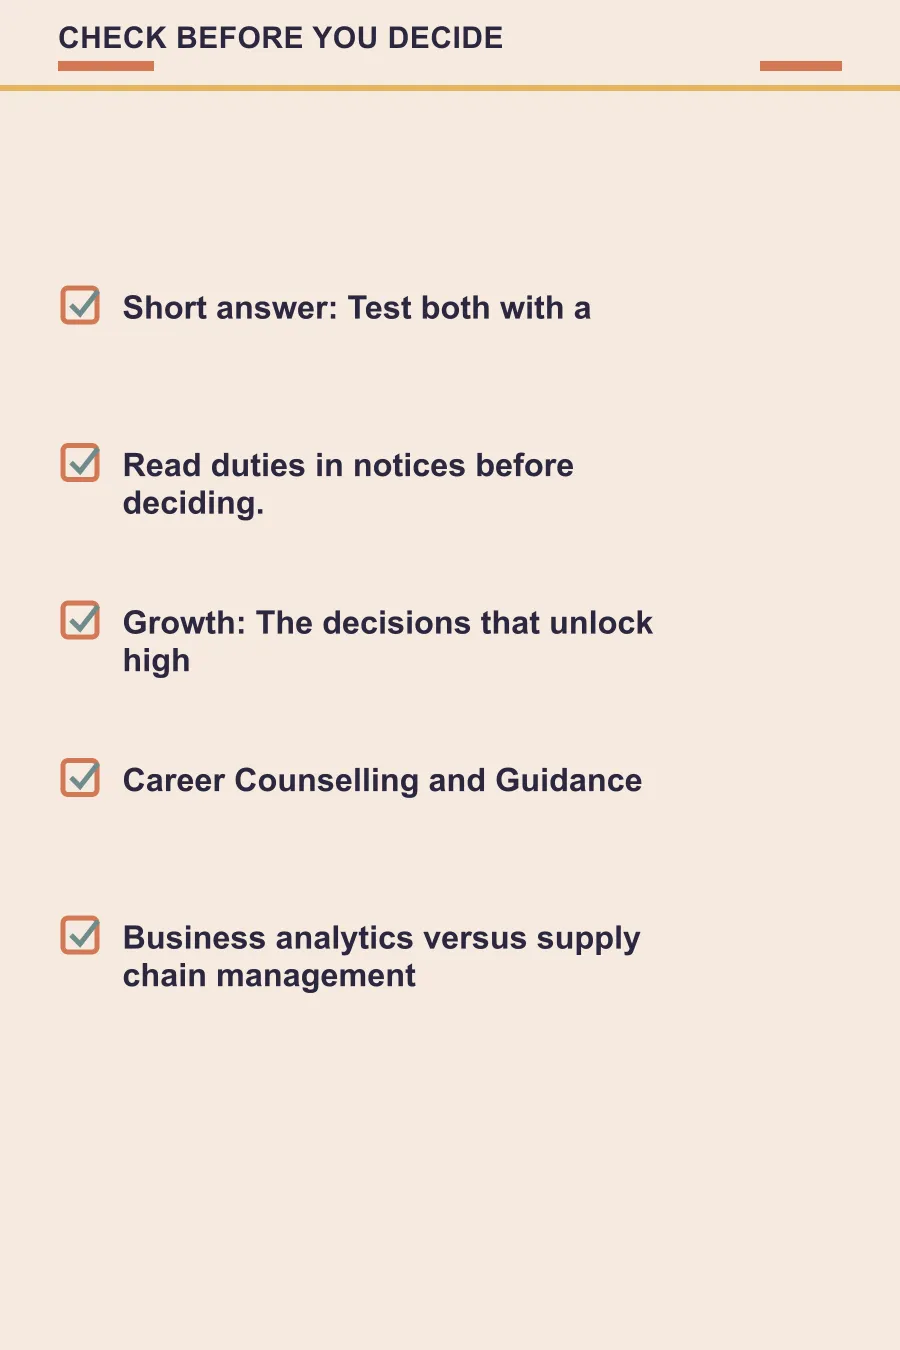 CHECK BEFORE YOU DECIDE
Short answer: Test both with a
Read duties in notices before
deciding.
Growth: The decisions that unlock
high
Career Counselling and Guidance
Business analytics versus supply
chain management